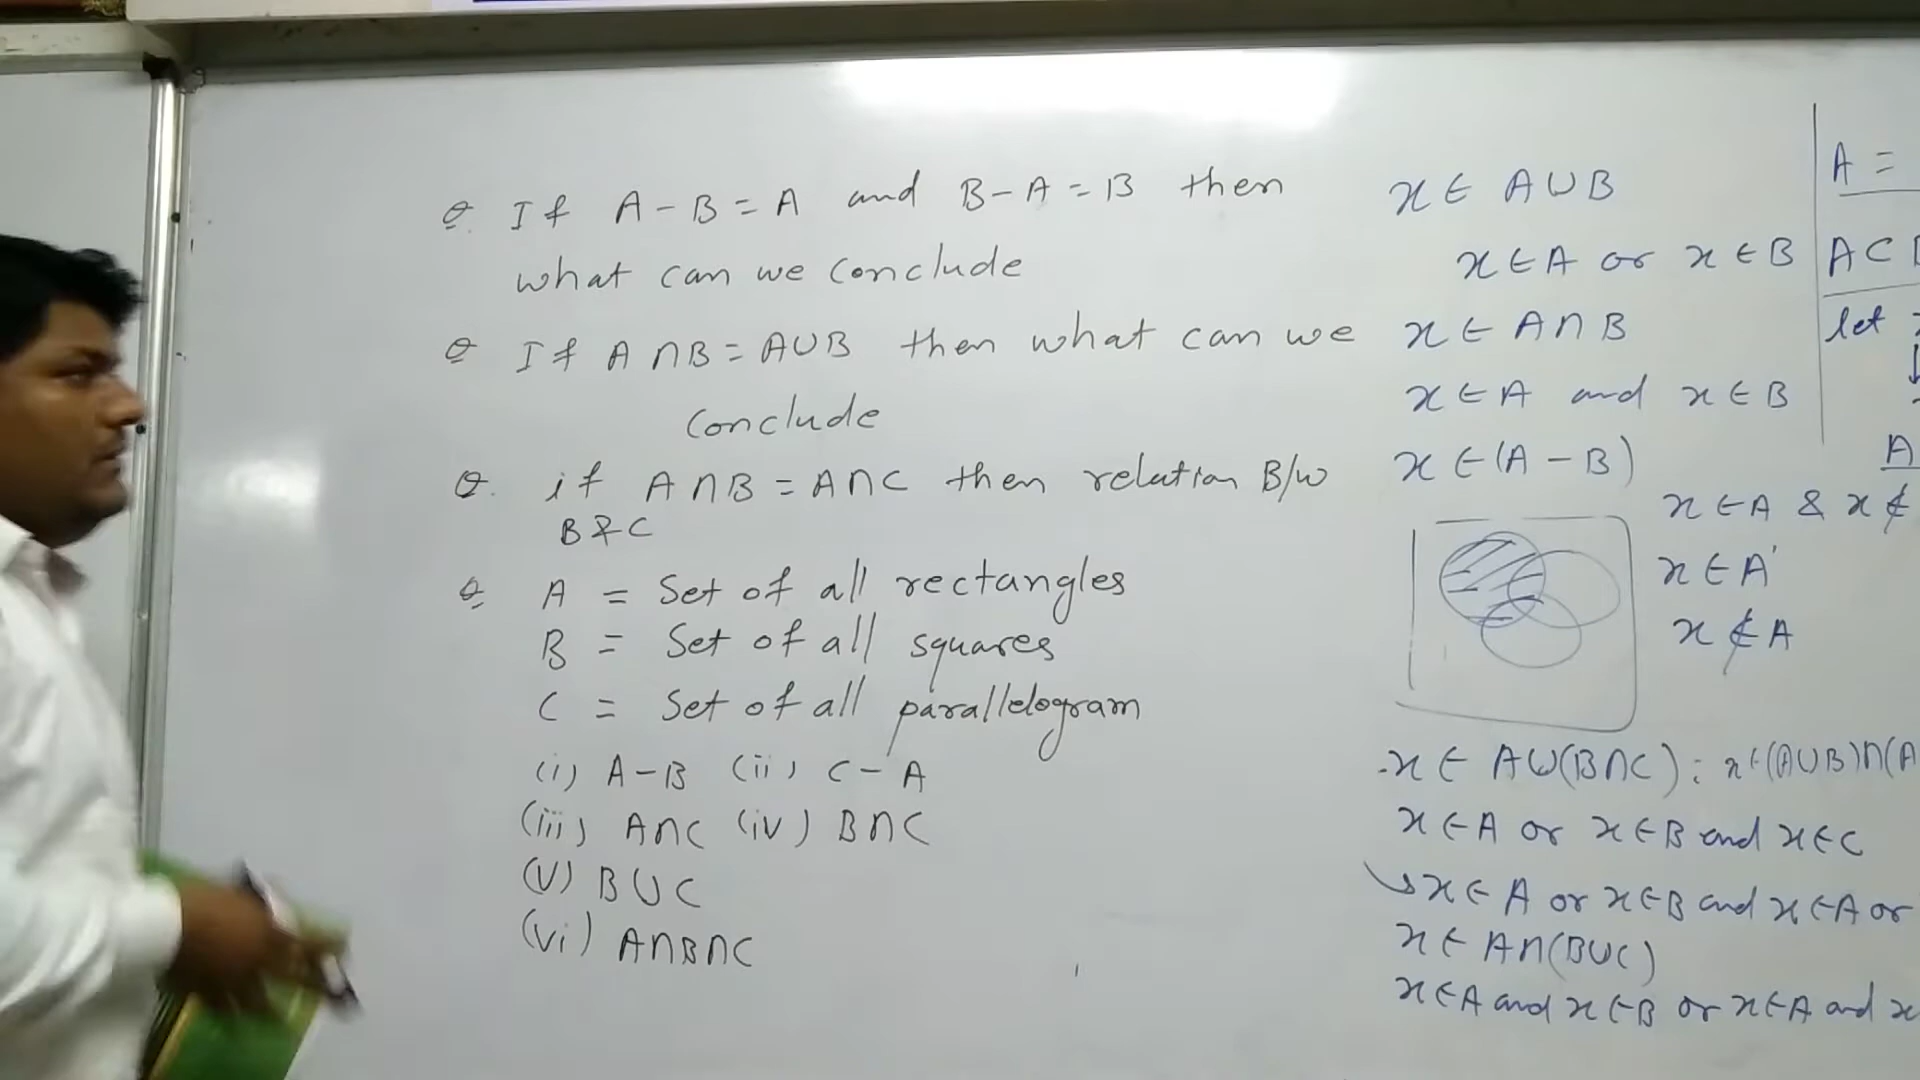 Q. If A - B = A and B - A = B then
what can we conclude
Q If A ∩ B = A ∪ B then what can we
conclude
Q. if A ∩ B = A ∩ C then relation B/w
B & C
Q A = Set of all rectangles
B = Set of all squares
C = Set of all parallelogram
(i) A - B (ii) C - A
(iii) A ∩ C (iv) B ∩ C
(v) B ∪ C
(vi) A ∩ B ∩ C
x ∈ A ∪ B
x ∈ A or x ∈ B
x ∈ A ∩ B
x ∈ A and x ∈ B
x ∈ (A - B)
x ∈ A & x ∉
x ∈ A'
x ∉ A
x ∈ A ∪ (B ∩ C) : x ∈ (A ∪ B) ∩ (A
x ∈ A or x ∈ B and x ∈ C
↳ x ∈ A or x ∈ B and x ∈ A or
x ∈ A ∩ (B ∪ C)
x ∈ A and x ∈ B or x ∈ A and x
A =
A ⊂
let
A